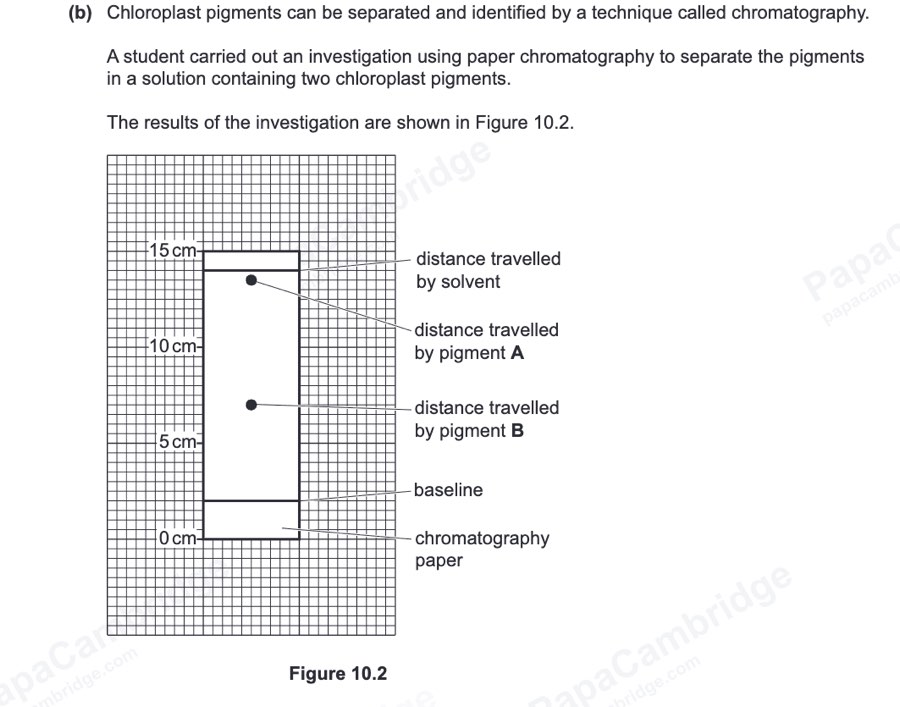 (b) Chloroplast pigments can be separated and identified by a technique called chromatography.
A student carried out an investigation using paper chromatography to separate the pigments
in a solution containing two chloroplast pigments.
The results of the investigation are shown in Figure 10.2.
15 cm
distance travelled
by solvent
distance travelled
by pigment A
10 cm
distance travelled
by pigment B
5 cm
baseline
0 cm
chromatography
paper
Figure 10.2
PapaCambridge